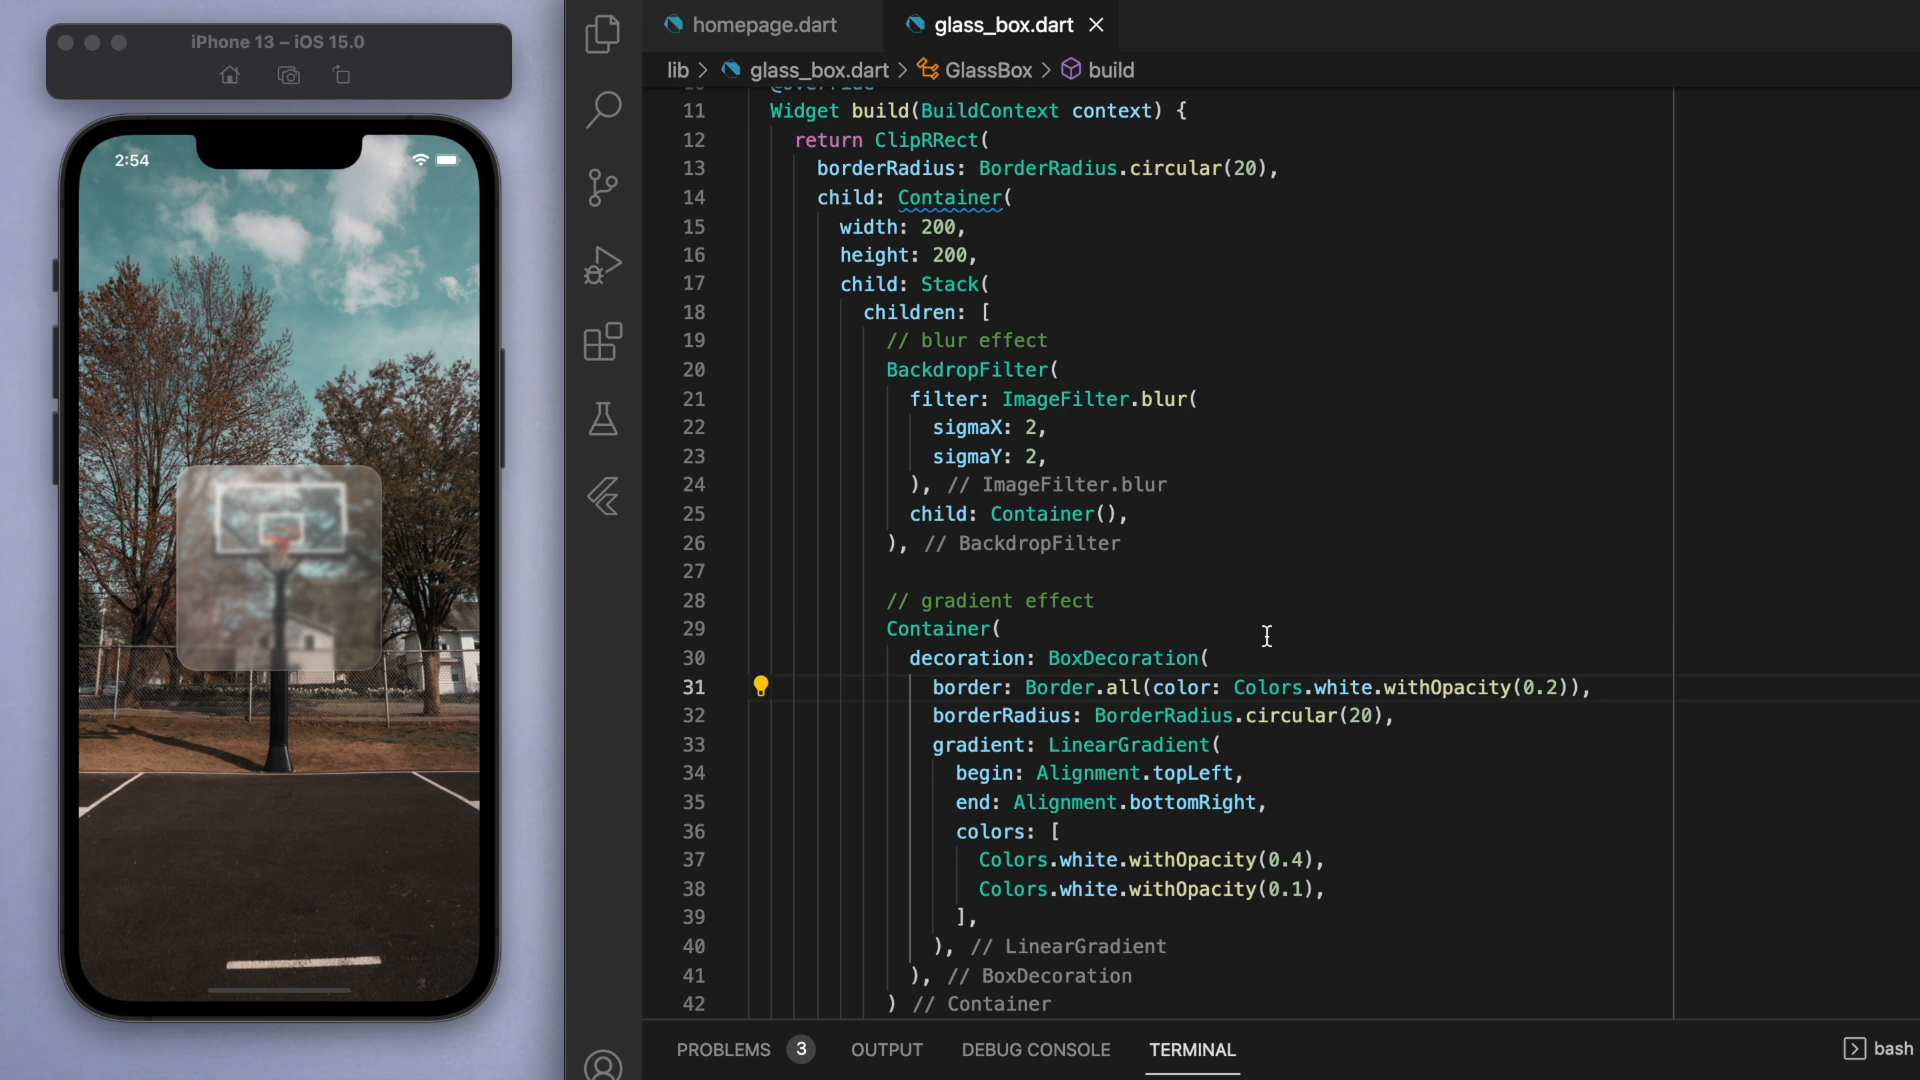 iPhone 13 – iOS 15.0
2:54
homepage.dart
glass_box.dart
lib > glass_box.dart > GlassBox > build
10 @override
11 Widget build(BuildContext context) {
12 return ClipRRect(
13 borderRadius: BorderRadius.circular(20),
14 child: Container(
15 width: 200,
16 height: 200,
17 child: Stack(
18 children: [
19 // blur effect
20 BackdropFilter(
21 filter: ImageFilter.blur(
22 sigmaX: 2,
23 sigmaY: 2,
24 ), // ImageFilter.blur
25 child: Container(),
26 ), // BackdropFilter
27
28 // gradient effect
29 Container(
30 decoration: BoxDecoration(
31 border: Border.all(color: Colors.white.withOpacity(0.2)),
32 borderRadius: BorderRadius.circular(20),
33 gradient: LinearGradient(
34 begin: Alignment.topLeft,
35 end: Alignment.bottomRight,
36 colors: [
37 Colors.white.withOpacity(0.4),
38 Colors.white.withOpacity(0.1),
39 ],
40 ), // LinearGradient
41 ), // BoxDecoration
42 ) // Container
PROBLEMS 3 OUTPUT DEBUG CONSOLE TERMINAL bash